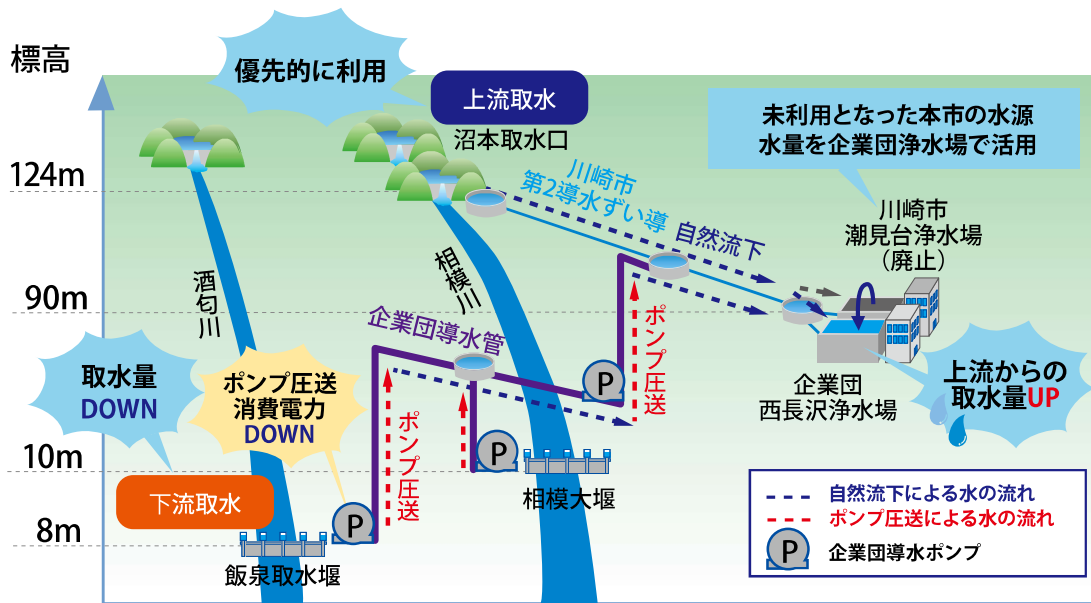 標高
優先的に利用
上流取水
沼本取水口
未利用となった本市の水源
水量を企業団浄水場で活用
124m
川崎市
第2導水ずい導
自然流下
川崎市
潮見台浄水場
（廃止）
酒匂川
相模川
90m
企業団導水管
ポンプ圧送
取水量
DOWN
ポンプ圧送
消費電力
DOWN
P
企業団
西長沢浄水場
上流からの
取水量UP
ポンプ圧送
P
10m
下流取水
相模大堰
8m
P
飯泉取水堰
自然流下による水の流れ
ポンプ圧送による水の流れ
P
企業団導水ポンプ